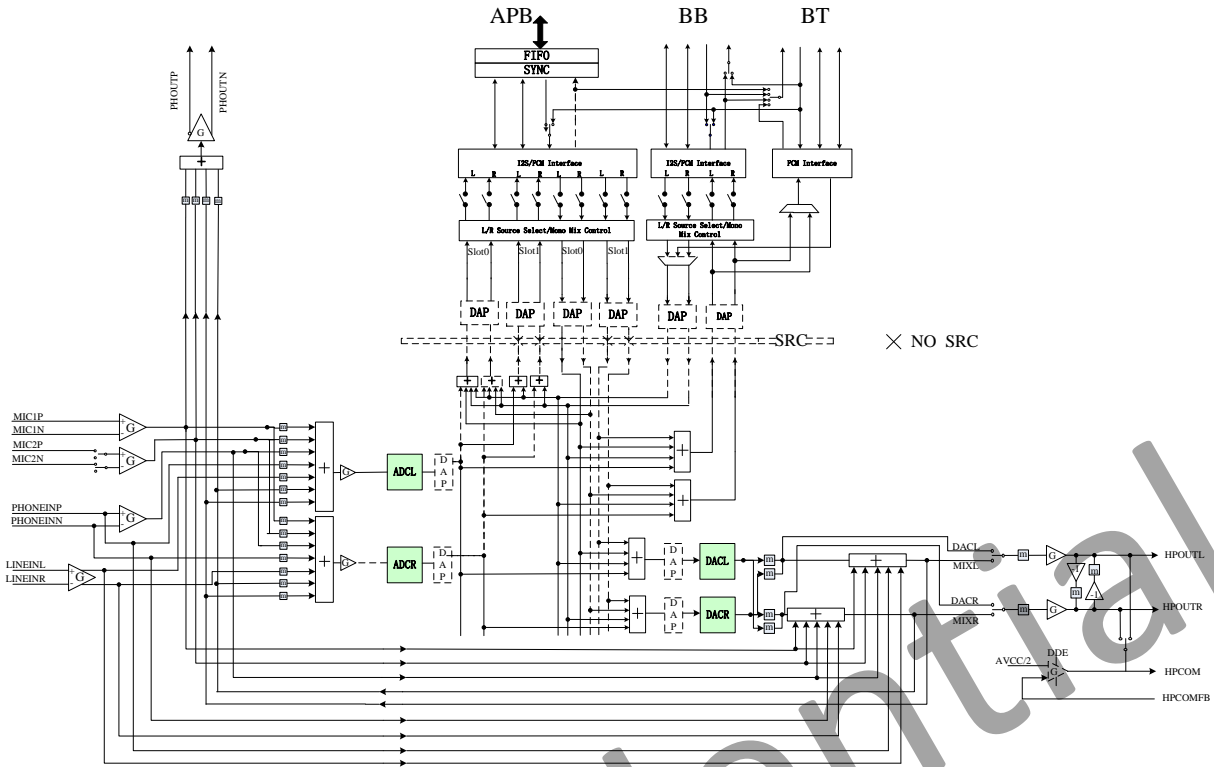 APB BB BT
FIFO
SYNC
PHOUTP
PHOUTN
G
+
m m m m
I2S/PCM Interface
L R L R L R L R
I2S/PCM Interface
L R L R
PCM Interface
L/R Source Select/Mono Mix Control
L/R Source Select/Mono
Mix Control
Slot0 Slot1 Slot0 Slot1
DAP DAP DAP DAP DAP DAP
SRC
NO SRC
+ + + +
MIC1P
MIC1N
+
-
G
MIC2P
MIC2N
+
-
G
PHONEINP
PHONEINN
+
-
G
LINEINL
LINEINR
+
-
G
m
m
m
m
m
m
m
+
G
ADCL
D
A
P
m
m
m
m
m
m
m
+
G
ADCR
D
A
P
+
+
+
D
A
P
DACL
m
m
+
+
D
A
P
DACR
m
m
+
DACL
MIXL
m
G
HPOUTL
-1
m
m
-1
DACR
MIXR
m
G
HPOUTR
AVCC/2
DDE
G
HPCOM
HPCOMFB
ential